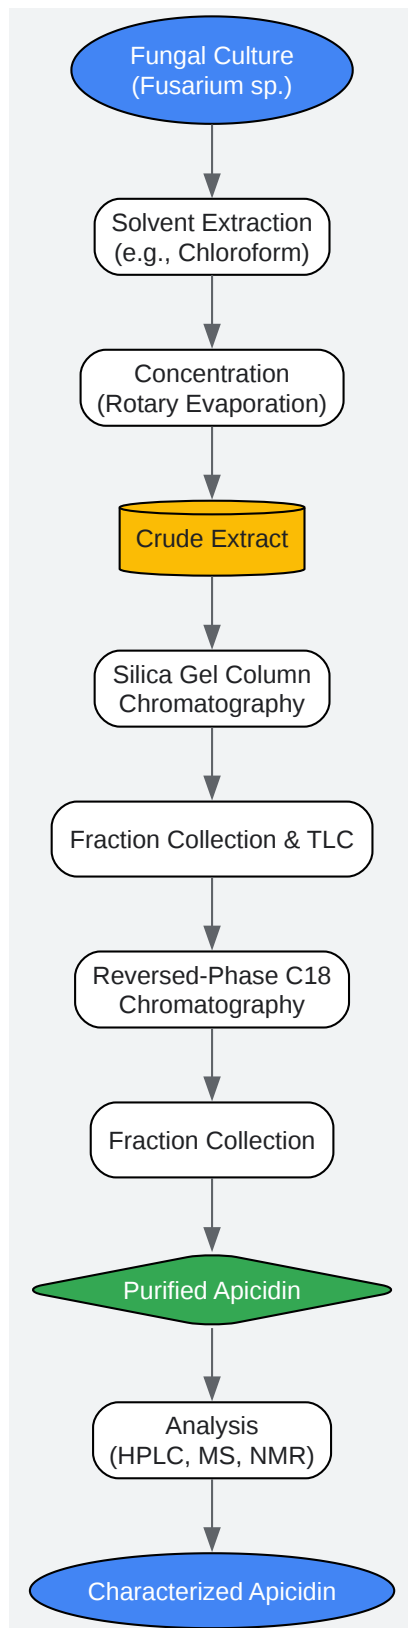 Fungal Culture
(Fusarium sp.)
Solvent Extraction
(e.g., Chloroform)
Concentration
(Rotary Evaporation)
Crude Extract
Silica Gel Column
Chromatography
Fraction Collection & TLC
Reversed-Phase C18
Chromatography
Fraction Collection
Purified Apicidin
Analysis
(HPLC, MS, NMR)
Characterized Apicidin